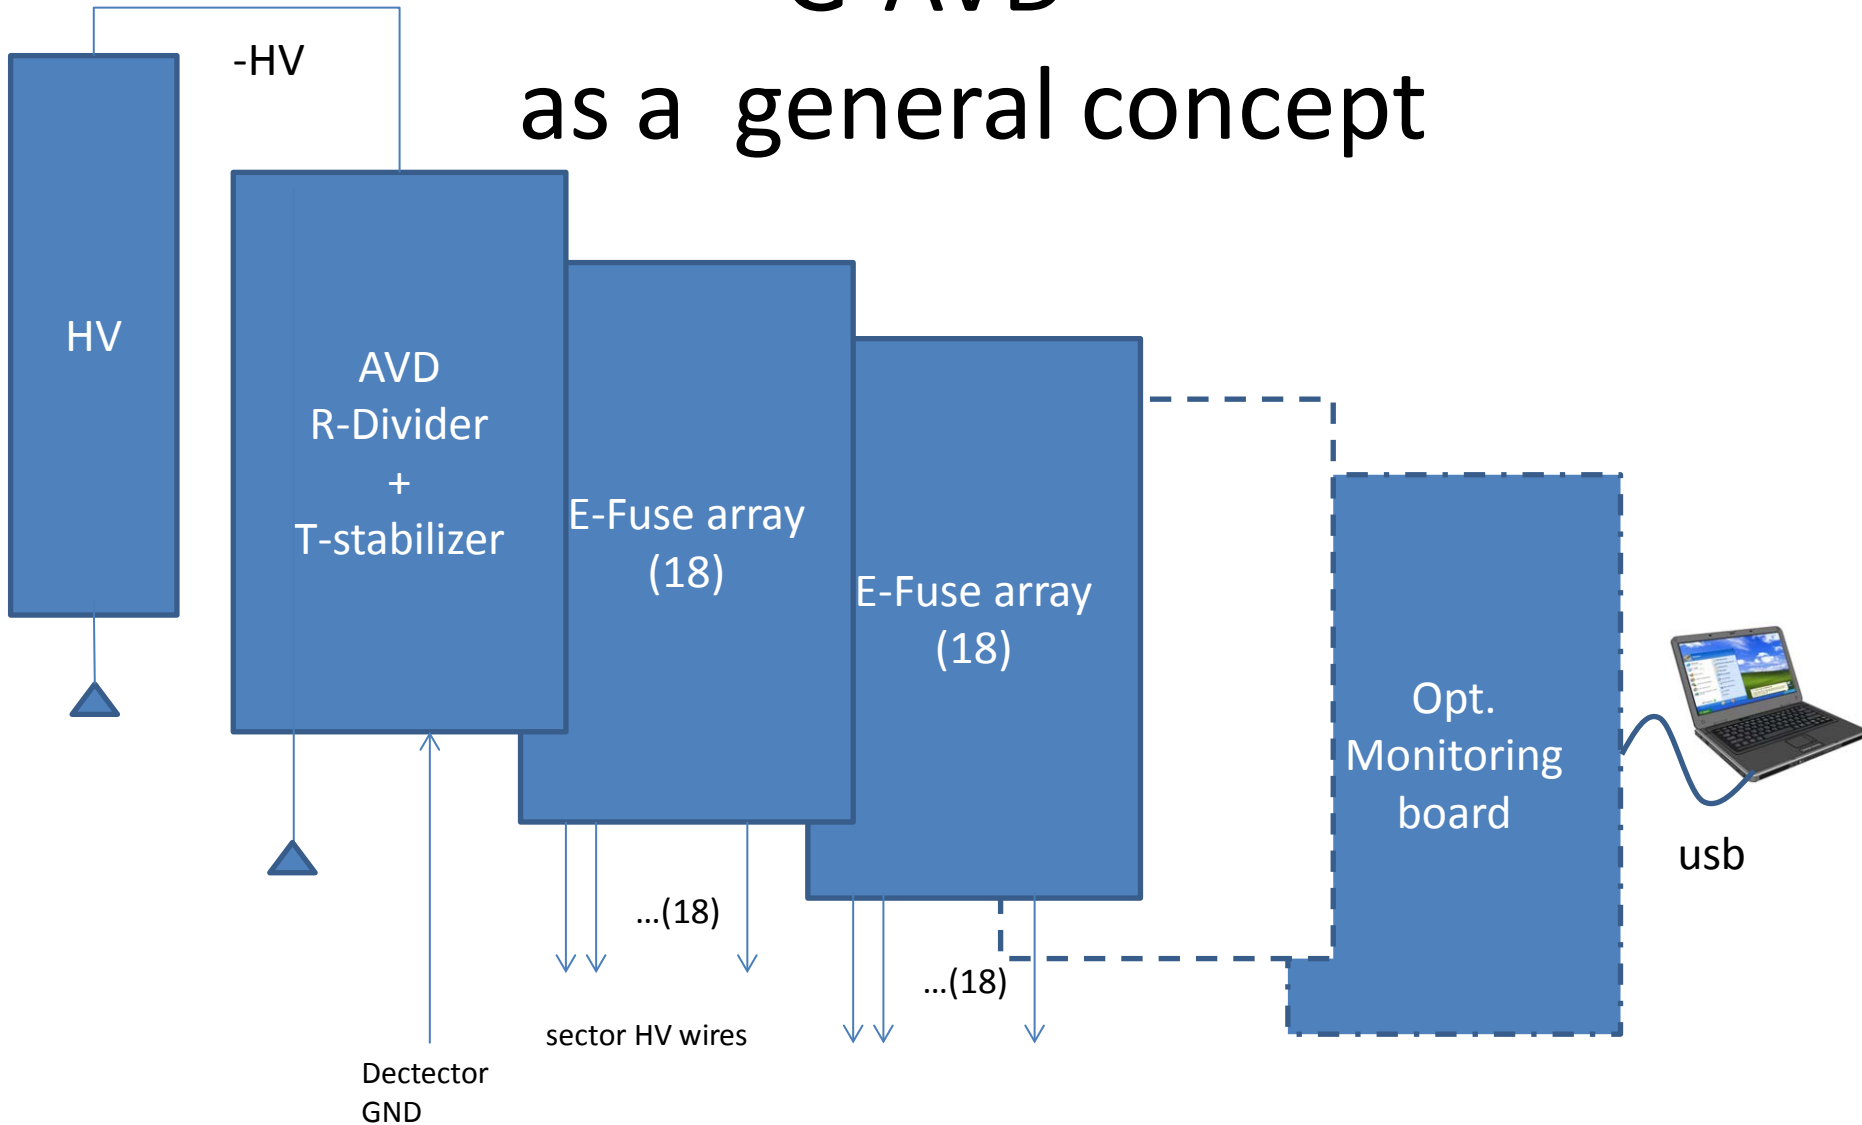 as a general concept
-HV
HV
AVD
R-Divider
+
T-stabilizer
E-Fuse array
(18)
E-Fuse array
(18)
Opt.
Monitoring
board
usb
...(18)
...(18)
sector HV wires
Dectector
GND